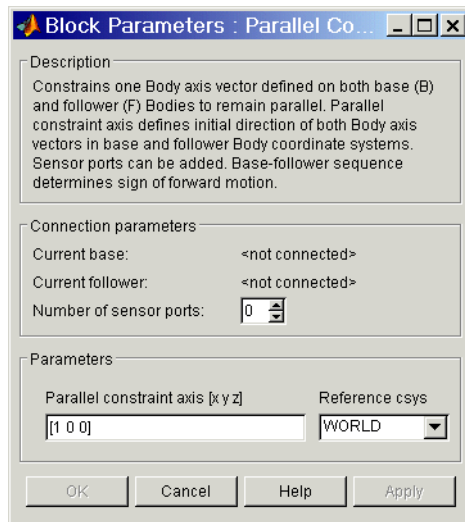 Block Parameters : Parallel Co...
Description
Constrains one Body axis vector defined on both base (B)
and follower (F) Bodies to remain parallel. Parallel
constraint axis defines initial direction of both Body axis
vectors in base and follower Body coordinate systems.
Sensor ports can be added. Base-follower sequence
determines sign of forward motion.
Connection parameters
Current base: <not connected>
Current follower: <not connected>
Number of sensor ports: 0
Parameters
Parallel constraint axis [x y z] Reference csys
[1 0 0] WORLD
OK Cancel Help Apply